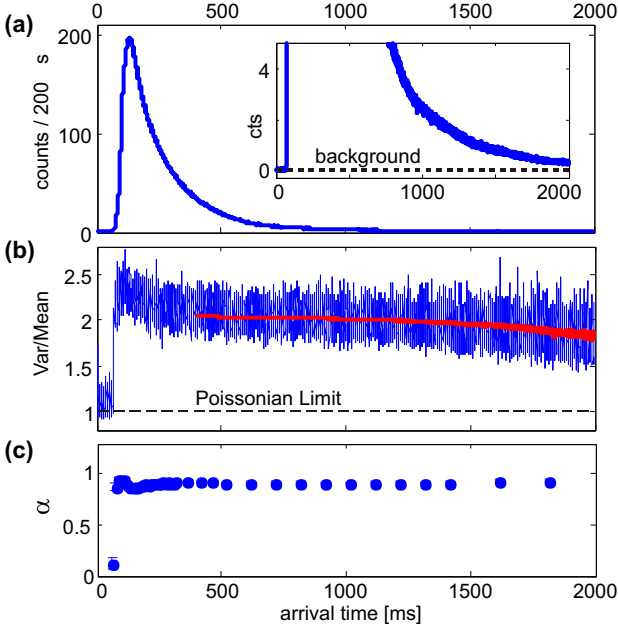 (a)
0 500 1000 1500 2000
200
100
0
counts / 200 s
4
2
0
cts
background
0 1000 2000
(b)
2.5
2
1.5
1
Var/Mean
Poissonian Limit
(c)
1
0.5
0
α
0 500 1000 1500 2000
arrival time [ms]